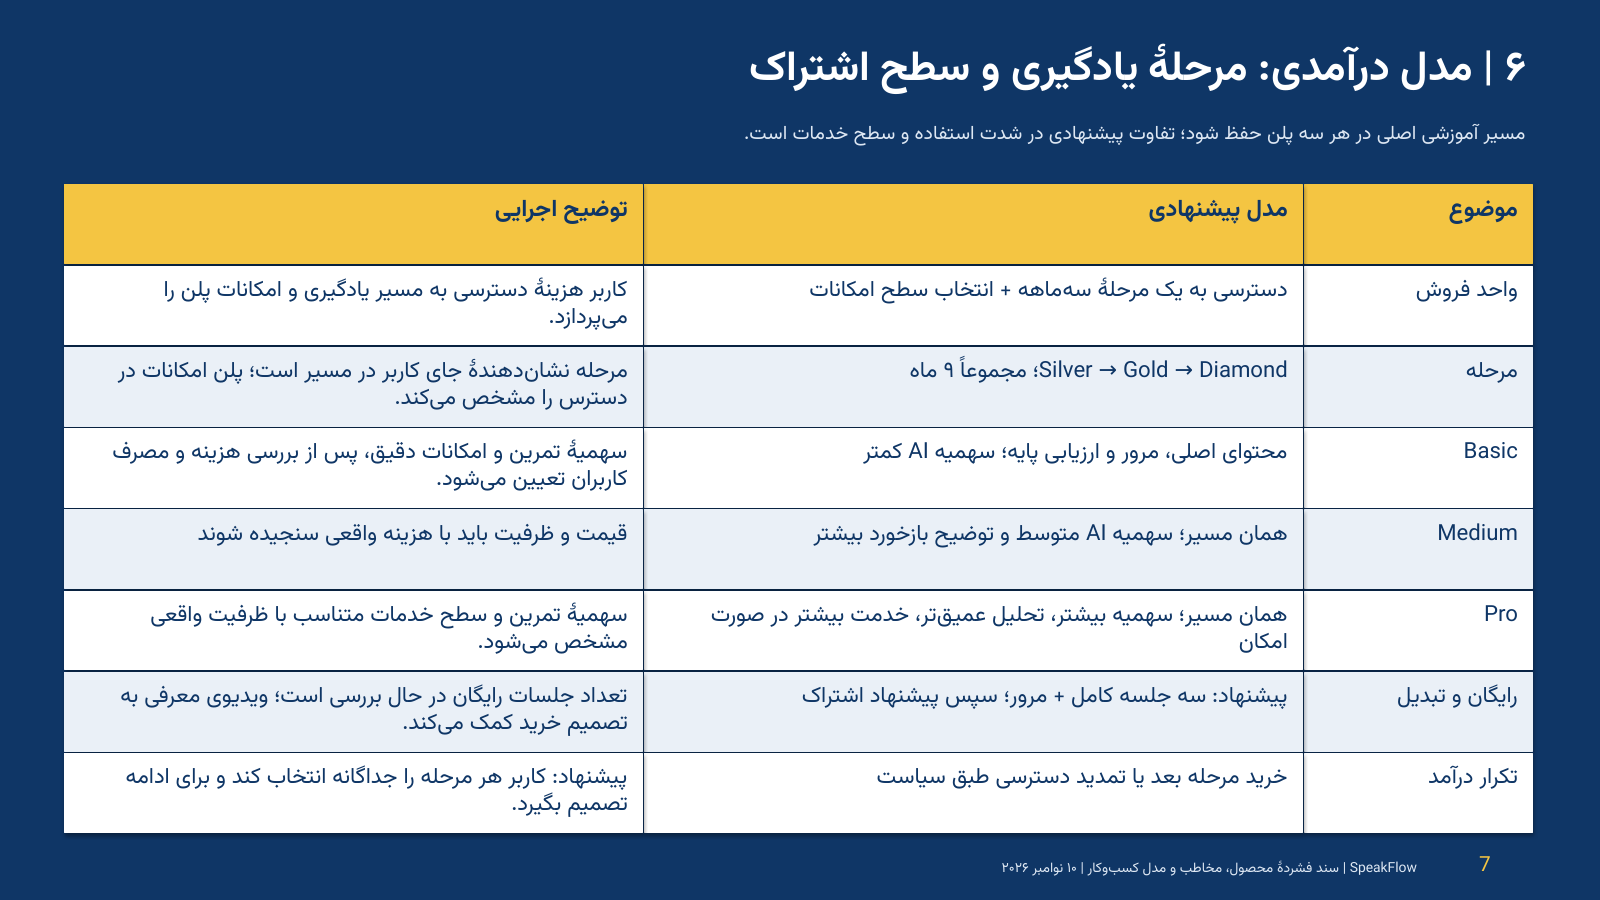 ۶ | مدل درآمدی: مرحلهٔ یادگیری و سطح اشتراک
مسیر آموزشی اصلی در هر سه پلن حفظ شود؛ تفاوت پیشنهادی در شدت استفاده و سطح خدمات است.
موضوع
مدل پیشنهادی
توضیح اجرایی
واحد فروش
دسترسی به یک مرحلهٔ سه‌ماهه + انتخاب سطح امکانات
کاربر هزینهٔ دسترسی به مسیر یادگیری و امکانات پلن را
می‌پردازد.
مرحله
Silver → Gold → Diamond؛ مجموعاً ۹ ماه
مرحله نشان‌دهندهٔ جای کاربر در مسیر است؛ پلن امکانات در
دسترس را مشخص می‌کند.
Basic
محتوای اصلی، مرور و ارزیابی پایه؛ سهمیه AI کمتر
سهمیهٔ تمرین و امکانات دقیق، پس از بررسی هزینه و مصرف
کاربران تعیین می‌شود.
Medium
همان مسیر؛ سهمیه AI متوسط و توضیح بازخورد بیشتر
قیمت و ظرفیت باید با هزینه واقعی سنجیده شوند
Pro
همان مسیر؛ سهمیه بیشتر، تحلیل عمیق‌تر، خدمت بیشتر در صورت
امکان
سهمیهٔ تمرین و سطح خدمات متناسب با ظرفیت واقعی
مشخص می‌شود.
رایگان و تبدیل
پیشنهاد: سه جلسه کامل + مرور؛ سپس پیشنهاد اشتراک
تعداد جلسات رایگان در حال بررسی است؛ ویدیوی معرفی به
تصمیم خرید کمک می‌کند.
تکرار درآمد
خرید مرحله بعد یا تمدید دسترسی طبق سیاست
پیشنهاد: کاربر هر مرحله را جداگانه انتخاب کند و برای ادامه
تصمیم بگیرد.
7
SpeakFlow | سند فشردهٔ محصول، مخاطب و مدل کسب‌وکار | ۱۰ نوامبر ۲۰۲۶